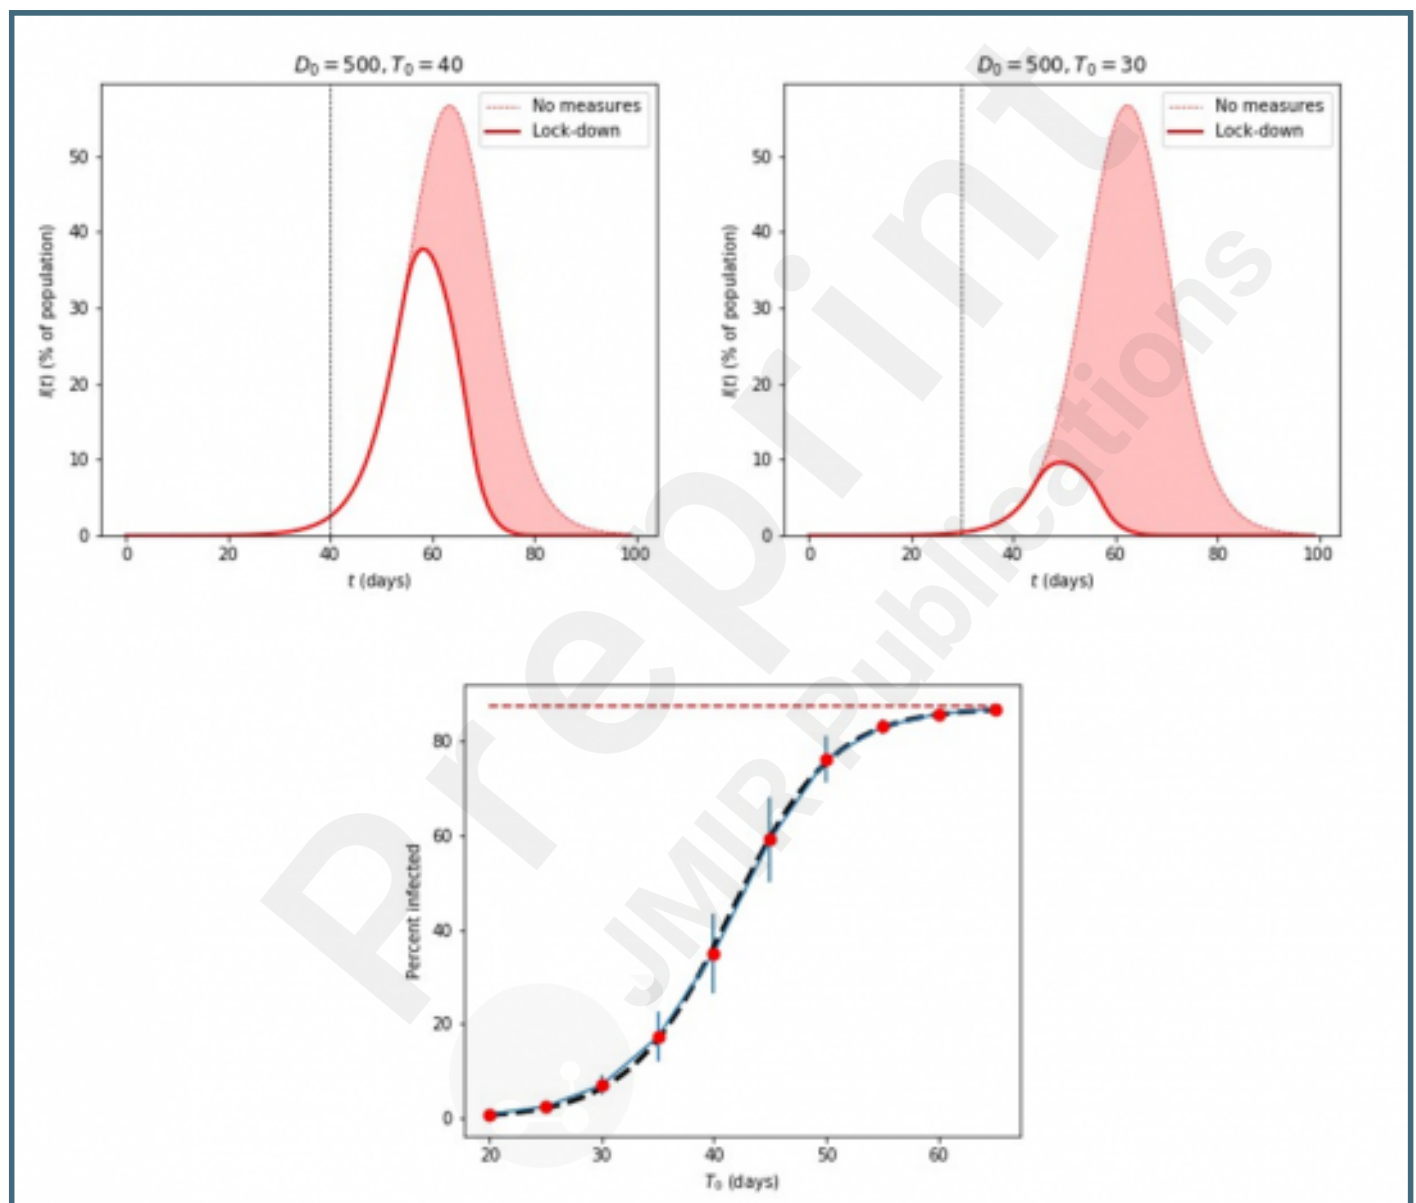 D₀ = 500, T₀ = 40
No measures
Lock-down
50
40
30
20
10
0
I(t) (% of population)
0 20 40 60 80 100
t (days)
D₀ = 500, T₀ = 30
No measures
Lock-down
50
40
30
20
10
0
I(t) (% of population)
0 20 40 60 80 100
t (days)
80
60
40
20
0
Percent infected
20 30 40 50 60
T₀ (days)
Preprint
JMIR Publications